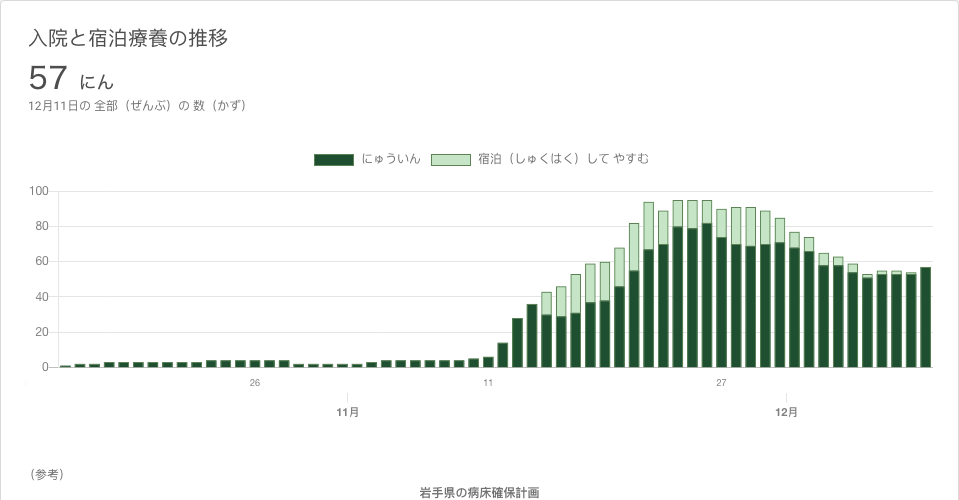 入院と宿泊療養の推移
57 にん
12月11日の 全部（ぜんぶ）の 数（かず）
にゅういん 宿泊（しゅくはく）して やすむ
100
80
60
40
20
0
26 11 27
11月 12月
（参考）
岩手県の病床確保計画